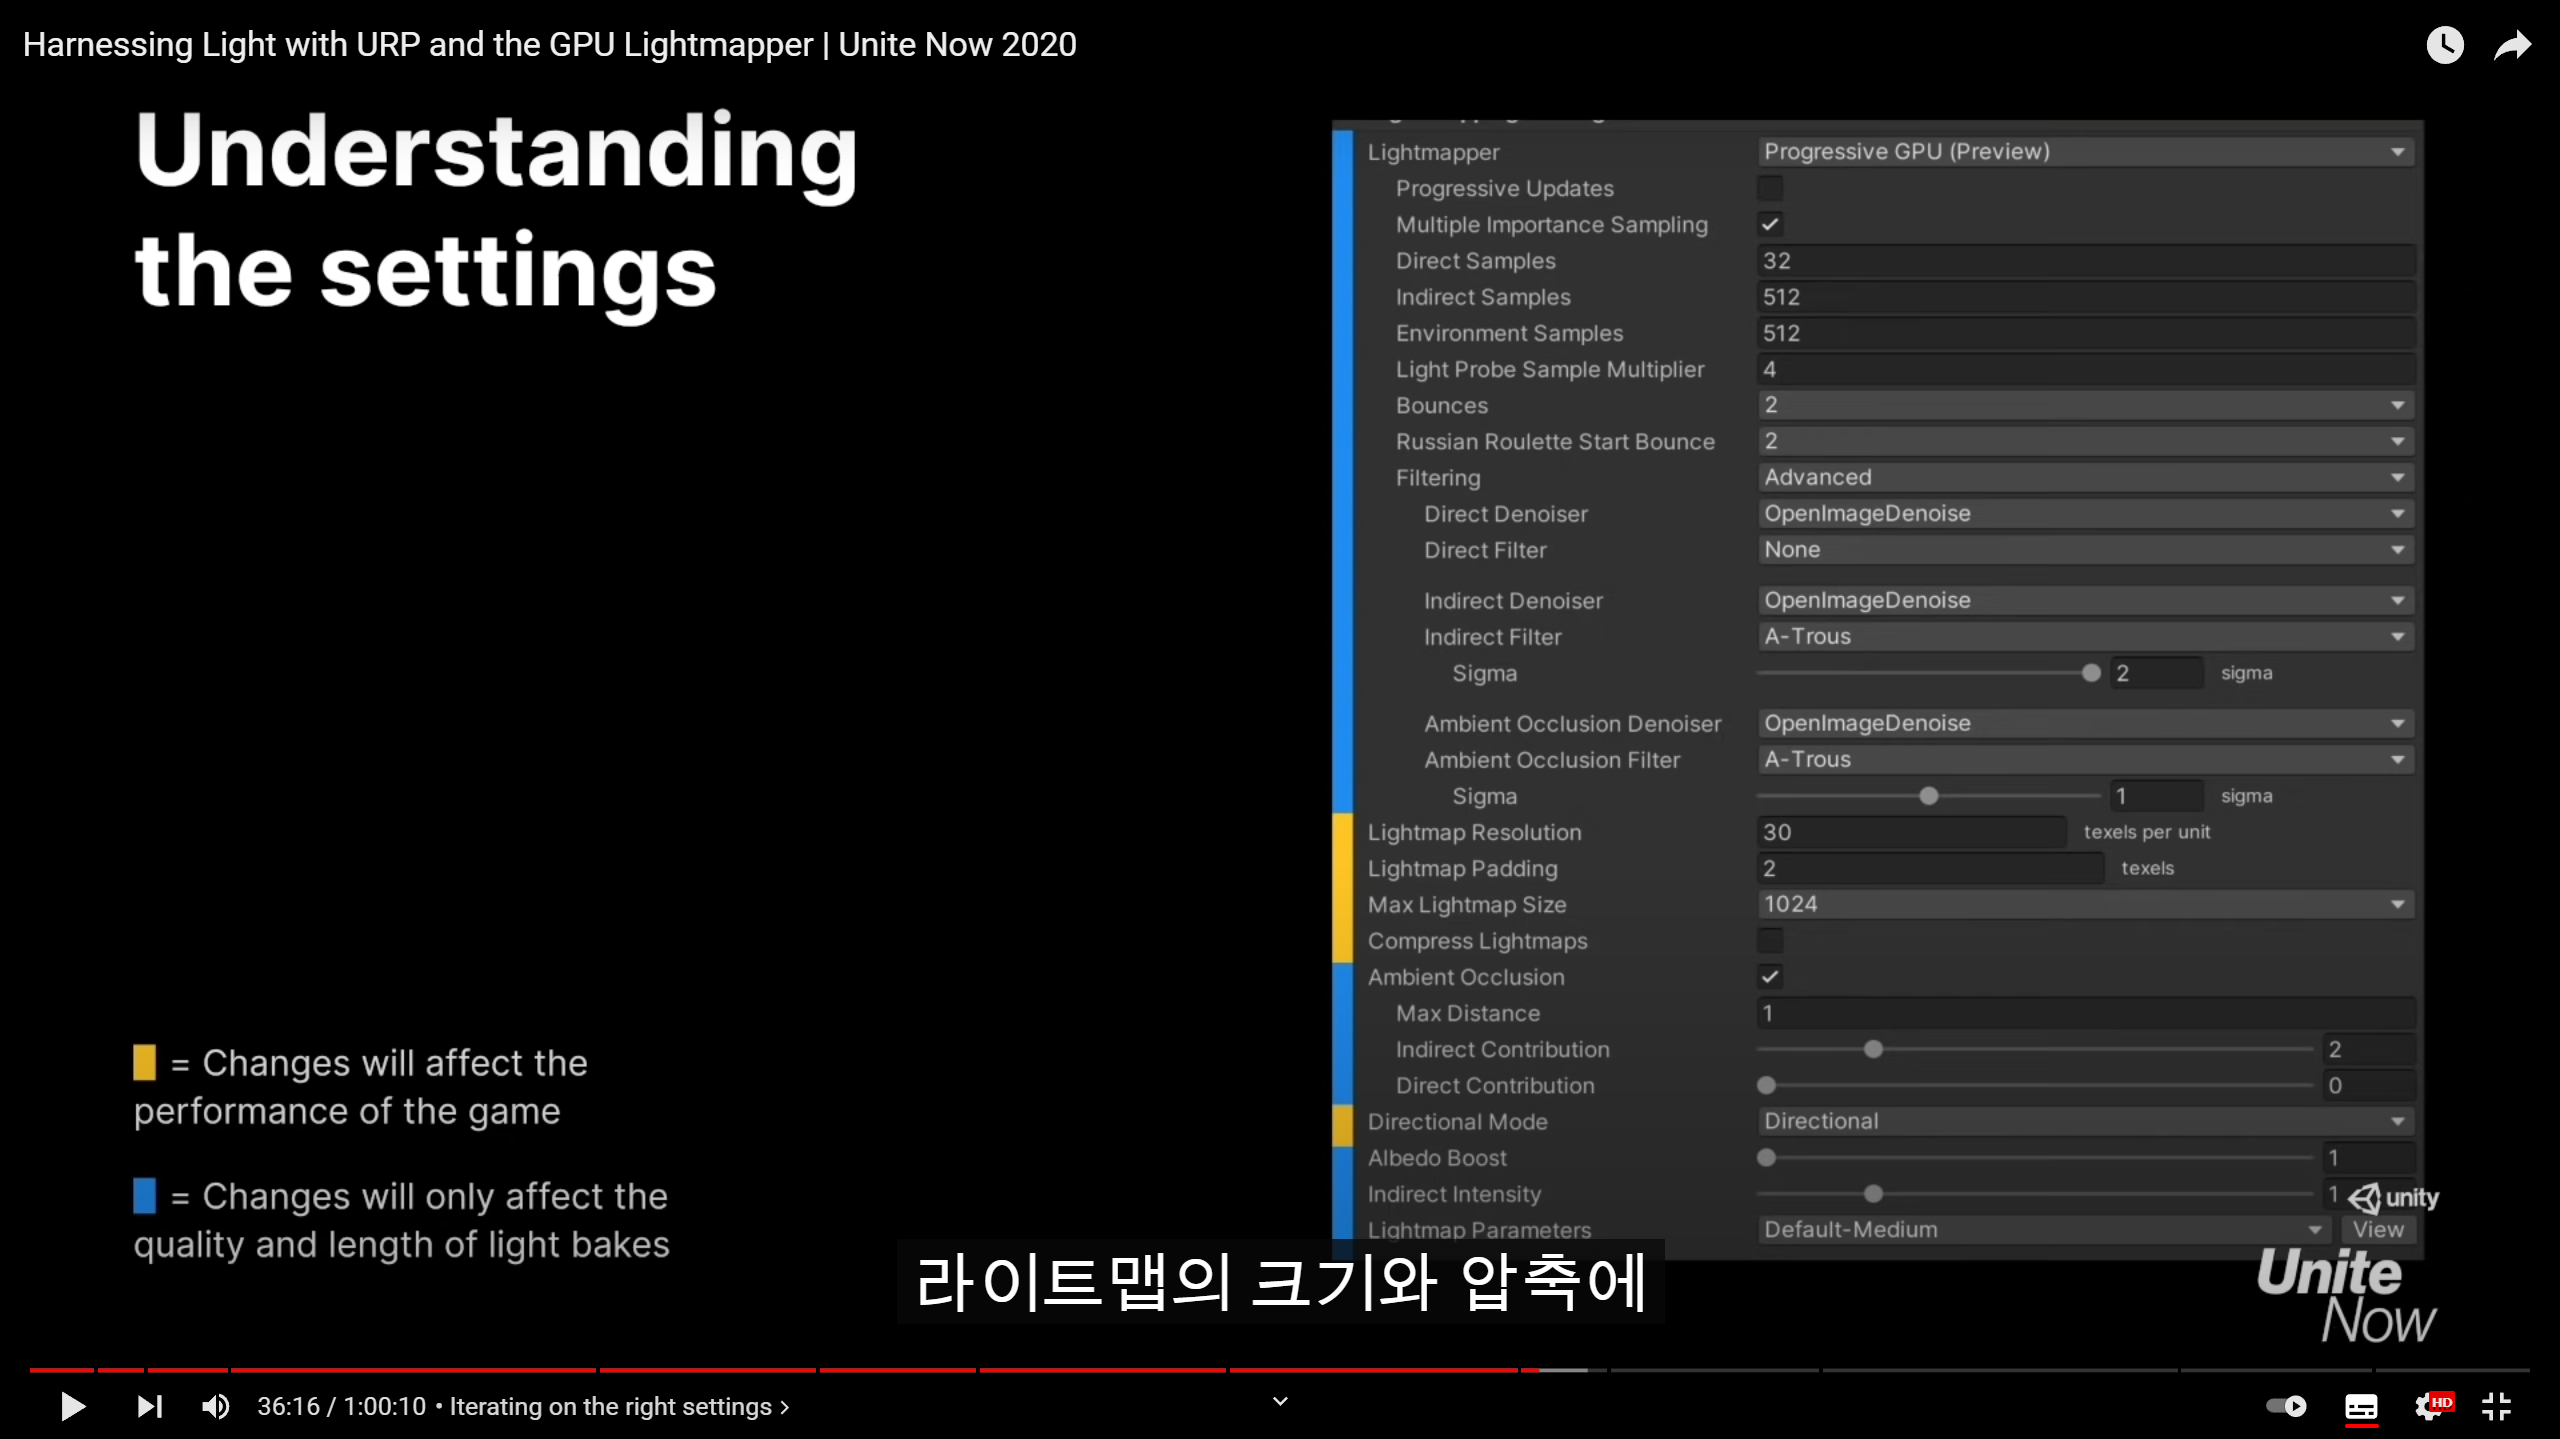 Harnessing Light with URP and the GPU Lightmapper | Unite Now 2020
Understanding
the settings
Lightmapper Progressive GPU (Preview)
Progressive Updates
Multiple Importance Sampling
Direct Samples 32
Indirect Samples 512
Environment Samples 512
Light Probe Sample Multiplier 4
Bounces 2
Russian Roulette Start Bounce 2
Filtering Advanced
Direct Denoiser OpenImageDenoise
Direct Filter None
Indirect Denoiser OpenImageDenoise
Indirect Filter A-Trous
Sigma 2 sigma
Ambient Occlusion Denoiser OpenImageDenoise
Ambient Occlusion Filter A-Trous
Sigma 1 sigma
Lightmap Resolution 30 texels per unit
Lightmap Padding 2 texels
Max Lightmap Size 1024
Compress Lightmaps
Ambient Occlusion
Max Distance 1
Indirect Contribution 2
Direct Contribution 0
Directional Mode Directional
Albedo Boost 1
Indirect Intensity 1
Lightmap Parameters Default-Medium View
= Changes will affect the
performance of the game
= Changes will only affect the
quality and length of light bakes
unity
Unite
Now
라이트맵의 크기와 압축에
36:16 / 1:00:10 • Iterating on the right settings ›
HD